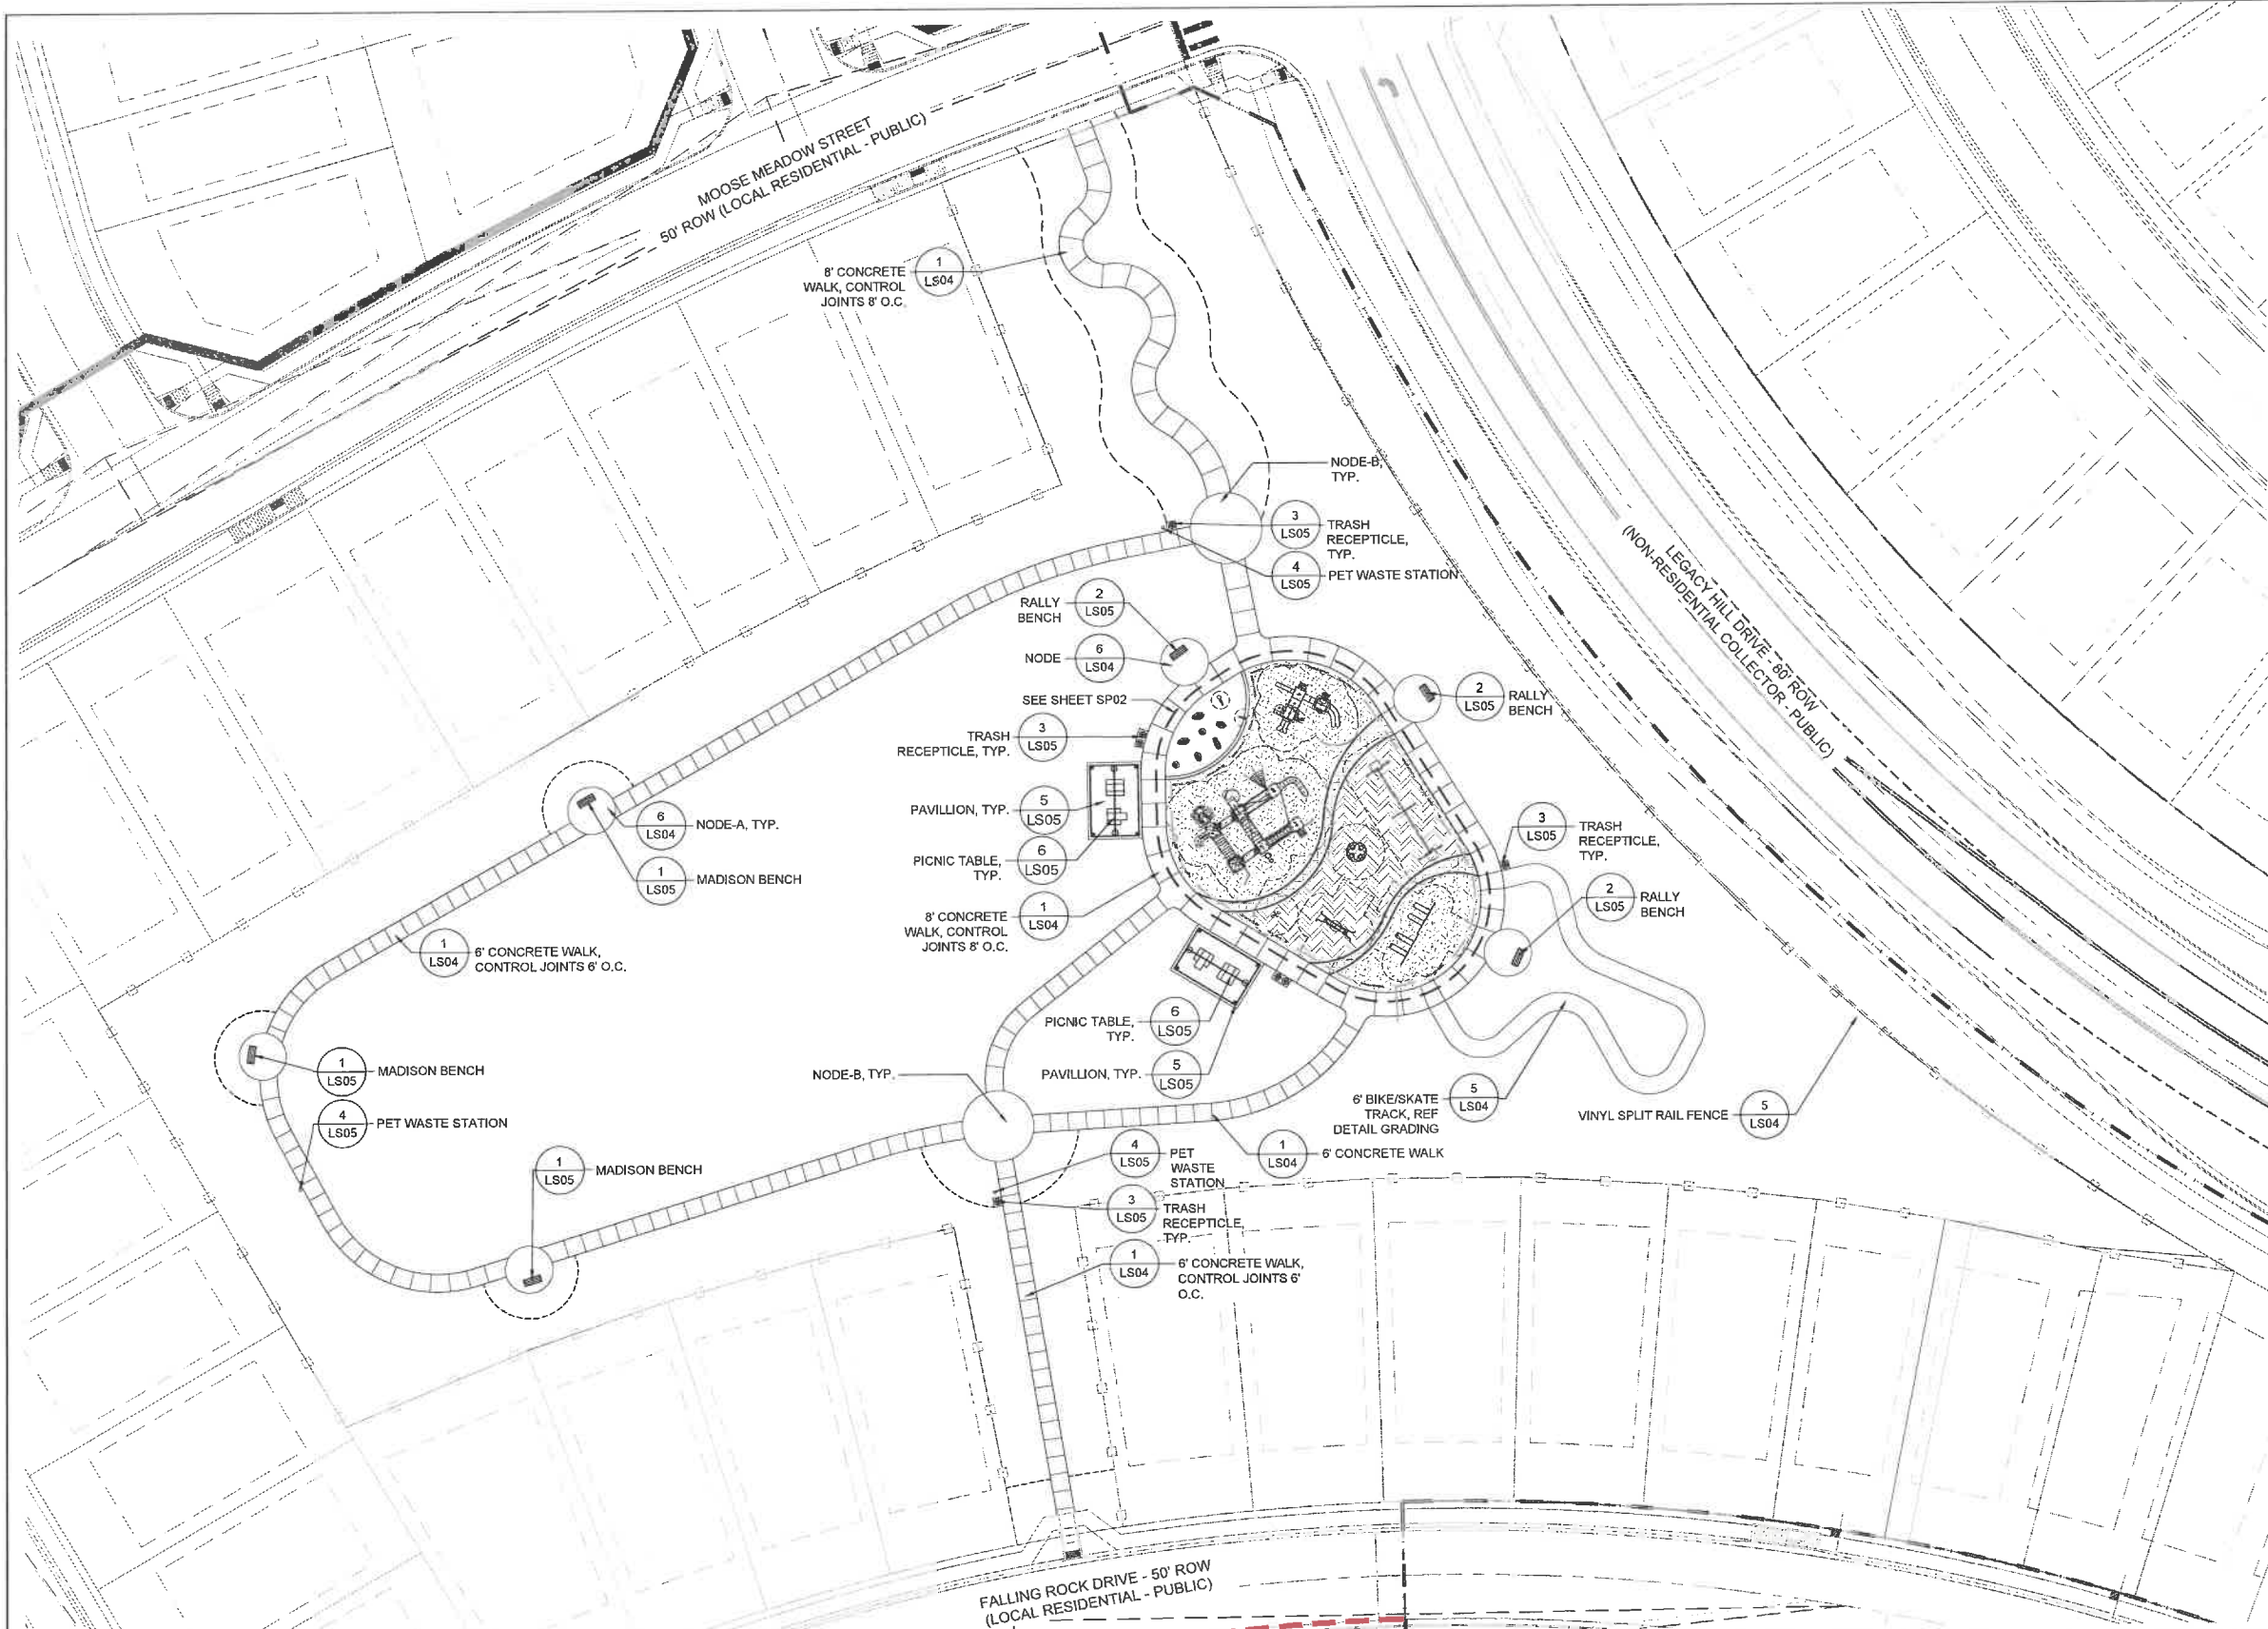 MOOSE MEADOW STREET
50' ROW (LOCAL RESIDENTIAL - PUBLIC)
8' CONCRETE
WALK, CONTROL
JOINTS 8' O.C.
1
LS04
NODE-B,
TYP.
3
LS05
TRASH
RECEPTICLE,
TYP.
4
LS05
PET WASTE STATION
RALLY
BENCH
2
LS05
NODE
6
LS04
SEE SHEET SP02
2
LS05
RALLY
BENCH
TRASH
RECEPTICLE, TYP.
3
LS05
LEGACY HILL DRIVE - 80' ROW
(NON-RESIDENTIAL COLLECTOR - PUBLIC)
PAVILLION, TYP.
5
LS05
6
LS04
NODE-A, TYP.
PICNIC TABLE,
TYP.
6
LS05
3
LS05
TRASH
RECEPTICLE,
TYP.
1
LS05
MADISON BENCH
2
LS05
RALLY
BENCH
8' CONCRETE
WALK, CONTROL
JOINTS 8' O.C.
1
LS04
1
LS04
6' CONCRETE WALK,
CONTROL JOINTS 6' O.C.
PICNIC TABLE,
TYP.
6
LS05
1
LS05
MADISON BENCH
NODE-B, TYP.
PAVILLION, TYP.
5
LS05
6' BIKE/SKATE
TRACK, REF
DETAIL GRADING
5
LS04
VINYL SPLIT RAIL FENCE
5
LS04
4
LS05
PET WASTE STATION
1
LS05
MADISON BENCH
4
LS05
PET
WASTE
STATION
1
LS04
6' CONCRETE WALK
3
LS05
TRASH
RECEPTICLE,
TYP.
1
LS04
6' CONCRETE WALK,
CONTROL JOINTS 6'
O.C.
FALLING ROCK DRIVE - 50' ROW
(LOCAL RESIDENTIAL - PUBLIC)